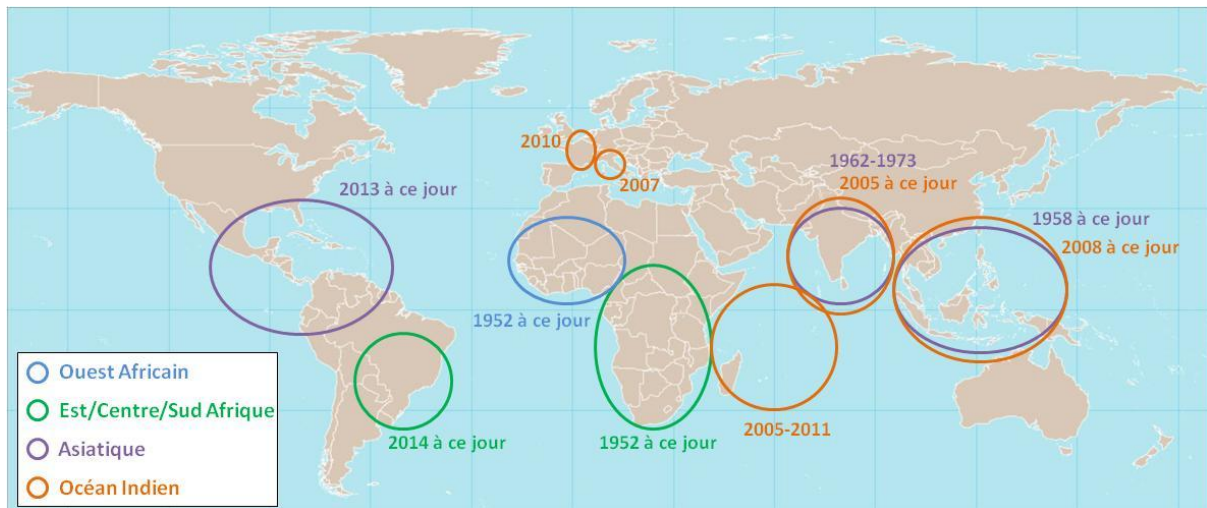 2010
2007
1962-1973
2005 à ce jour
2013 à ce jour
1958 à ce jour
2008 à ce jour
1952 à ce jour
2014 à ce jour
1952 à ce jour
2005-2011
Ouest Africain
Est/Centre/Sud Afrique
Asiatique
Océan Indien